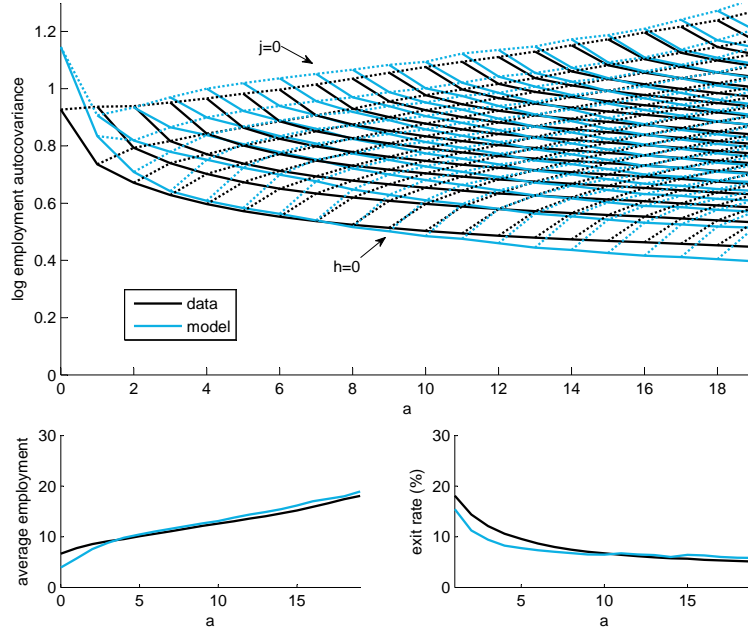 log employment autocovariance
1.2
1
0.8
0.6
0.4
0.2
0
j=0
h=0
data
model
0 2 4 6 8 10 12 14 16 18
a
average employment
30
20
10
0
0 5 10 15
a
exit rate (%)
30
20
10
0
5 10 15
a